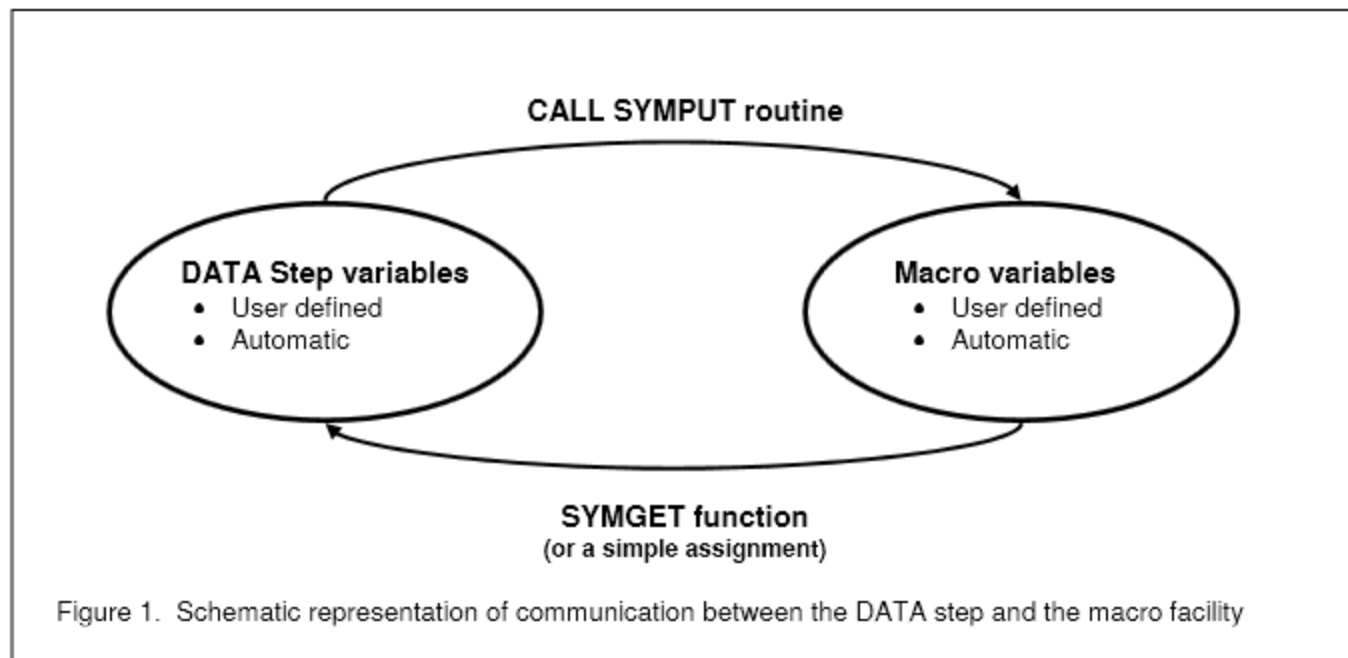 CALL SYMPUT routine
DATA Step variables
• User defined
• Automatic
Macro variables
• User defined
• Automatic
SYMGET function
(or a simple assignment)
Figure 1.  Schematic representation of communication between the DATA step and the macro facility